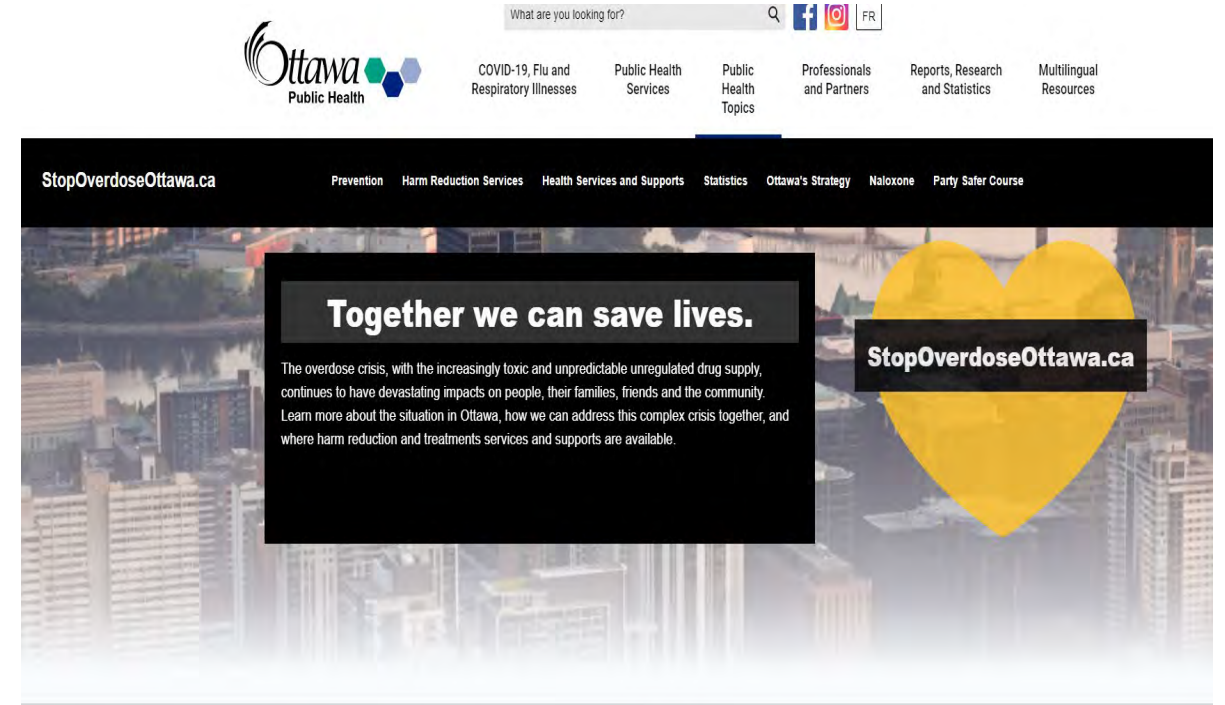 What are you looking for?
FR
Ottawa
Public Health
COVID-19, Flu and
Respiratory Illnesses
Public Health
Services
Public
Health
Topics
Professionals
and Partners
Reports, Research
and Statistics
Multilingual
Resources
StopOverdoseOttawa.ca
Prevention
Harm Reduction Services
Health Services and Supports
Statistics
Ottawa's Strategy
Naloxone
Party Safer Course
Together we can save lives.
The overdose crisis, with the increasingly toxic and unpredictable unregulated drug supply,
continues to have devastating impacts on people, their families, friends and the community.
Learn more about the situation in Ottawa, how we can address this complex crisis together, and
where harm reduction and treatments services and supports are available.
StopOverdoseOttawa.ca